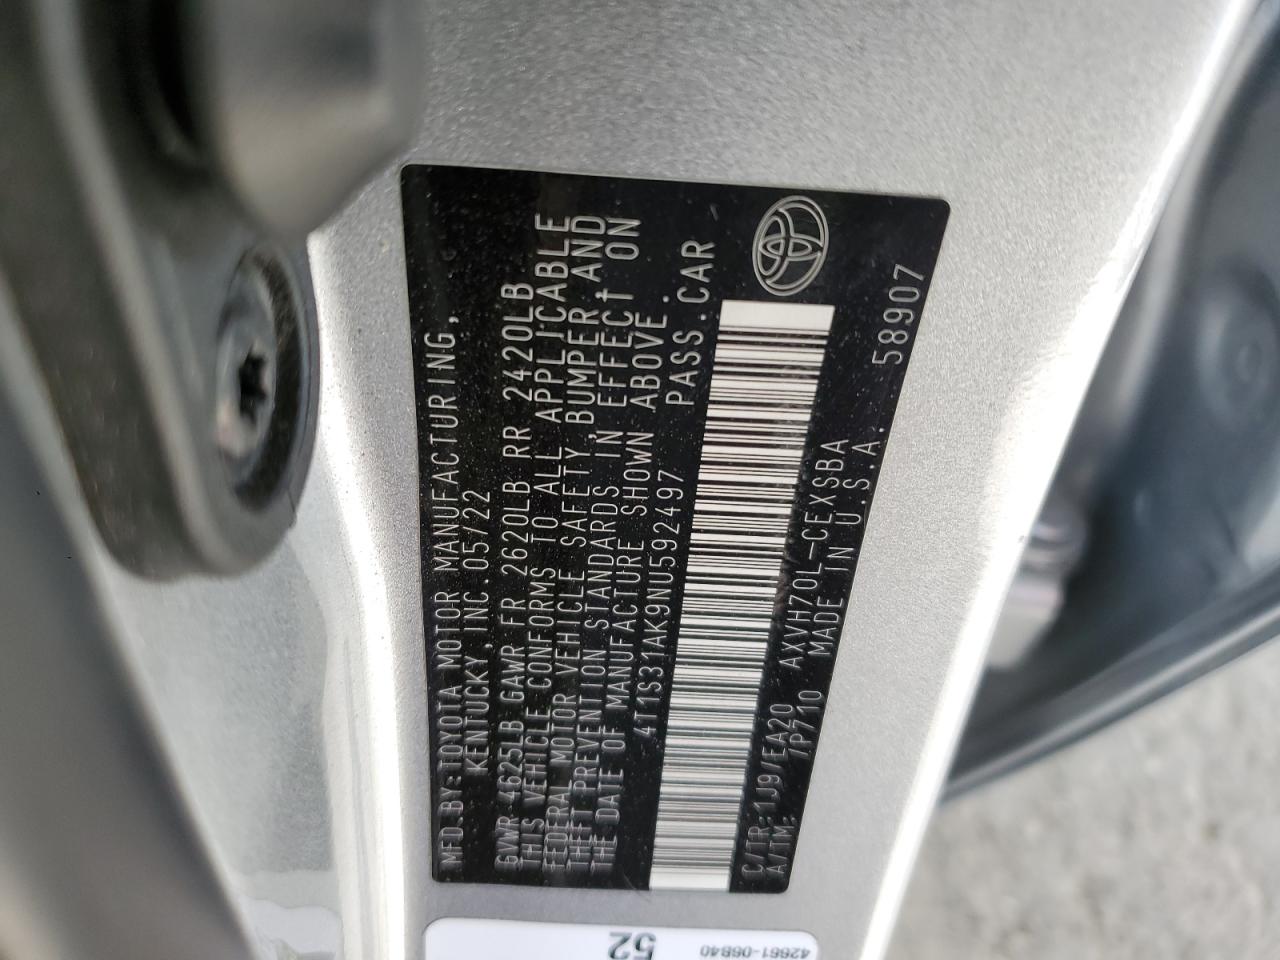 MFD.BY:TOYOTA MOTOR MANUFACTURING,
KENTUCKY, INC. 05/22
GVWR 4625LB GAWR FR 2620LB RR 2420LB
THIS VEHICLE CONFORMS TO ALL APPLICABLE
FEDERAL MOTOR VEHICLE SAFETY,BUMPER,AND
THEFT PREVENTION STANDARDS IN EFFECT ON
THE DATE OF MANUFACTURE SHOWN ABOVE.
4T1S31AK9NU592497 PASS.CAR
C/TR:1J9/EA20 AXVH70L-CEXSBA
A/TM: /P710 MADE IN U.S.A. 58907
52
42661-06B40